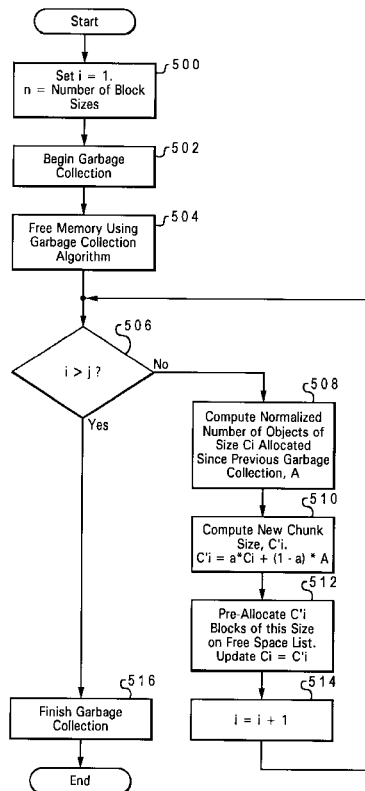 Start
500
Set i = 1.
n = Number of Block
Sizes
502
Begin Garbage
Collection
504
Free Memory Using
Garbage Collection
Algorithm
506
i > j ?
No
Yes
508
Compute Normalized
Number of Objects of
Size Ci Allocated
Since Previous Garbage
Collection, A
510
Compute New Chunk
Size, C'i.
C'i = a*Ci + (1 - a) * A
512
Pre-Allocate C'i
Blocks of this Size
on Free Space List.
Update Ci = C'i
514
i = i + 1
516
Finish Garbage
Collection
End